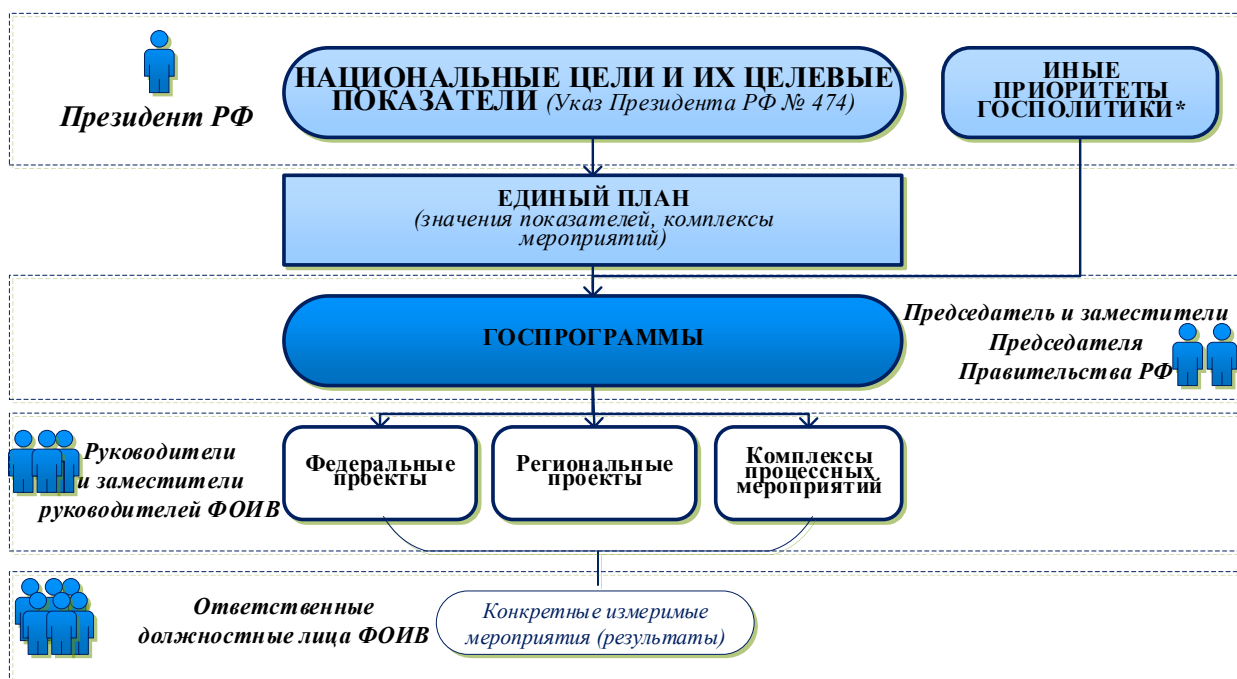 Президент РФ
НАЦИОНАЛЬНЫЕ ЦЕЛИ И ИХ ЦЕЛЕВЫЕ
ПОКАЗАТЕЛИ (Указ Президента РФ № 474)
ИНЫЕ
ПРИОРИТЕТЫ
ГОСПОЛИТИКИ*
ЕДИНЫЙ ПЛАН
(значения показателей, комплексы
мероприятий)
ГОСПРОГРАММЫ
Председатель и заместители
Председателя
Правительства РФ
Руководители
и заместители
руководителей ФОИВ
Федеральные
проекты
Региональные
проекты
Комплексы
процессных
мероприятий
Ответственные
должностные лица ФОИВ
Конкретные измеримые
мероприятия (результаты)